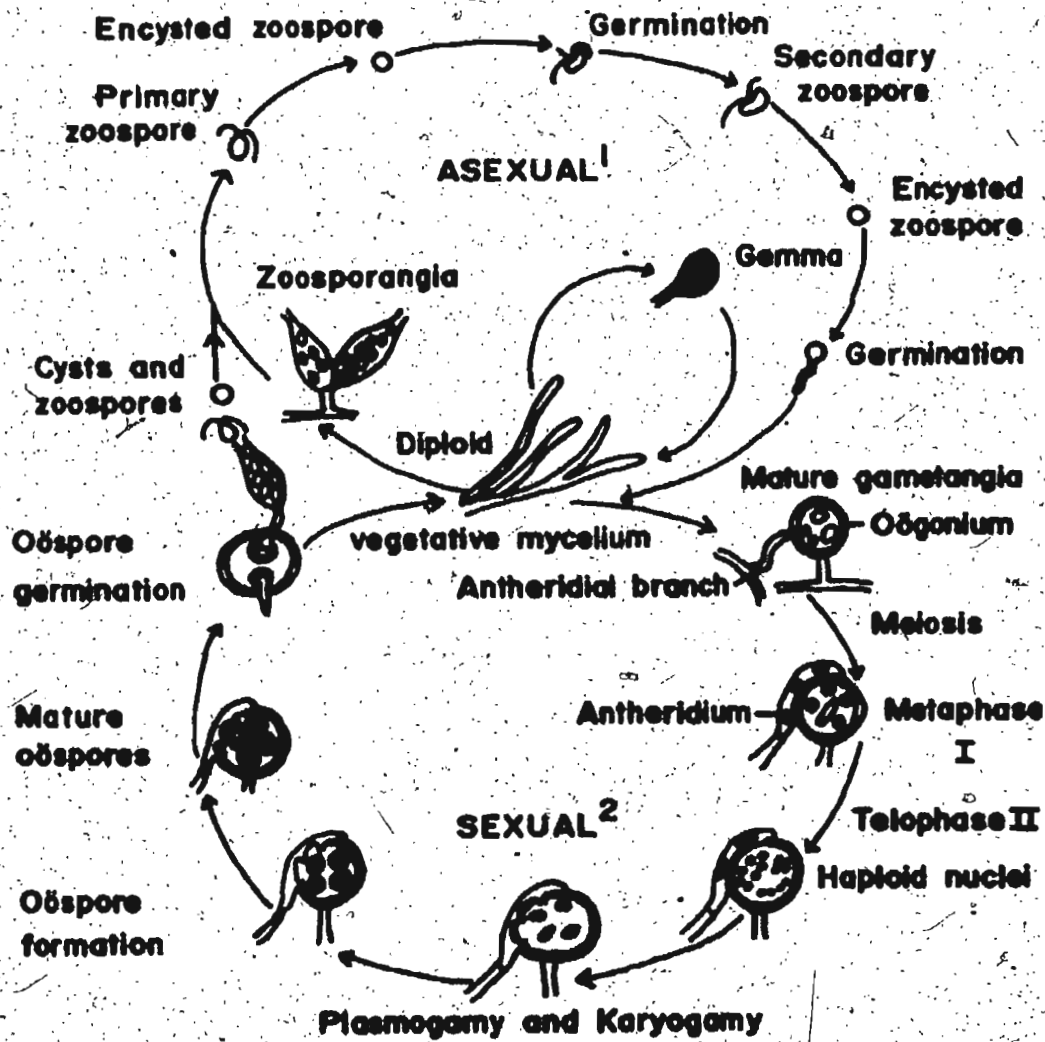 Encysted zoospore
Germination
Secondary
zoospore
Primary
zoospore
ASEXUAL¹
Encysted
zoospore
Gemma
Zoosporangia
Germination
Cysts and
zoospores
Diploid
Mature gametangia
Oögonium
vegetative mycelium
Oöspore
germination
Antheridial branch
Meiosis
Antheridium
Metaphase
I
Mature
oöspores
SEXUAL²
Telophase II
Haploid nuclei
Oöspore
formation
Plasmogamy and Karyogamy